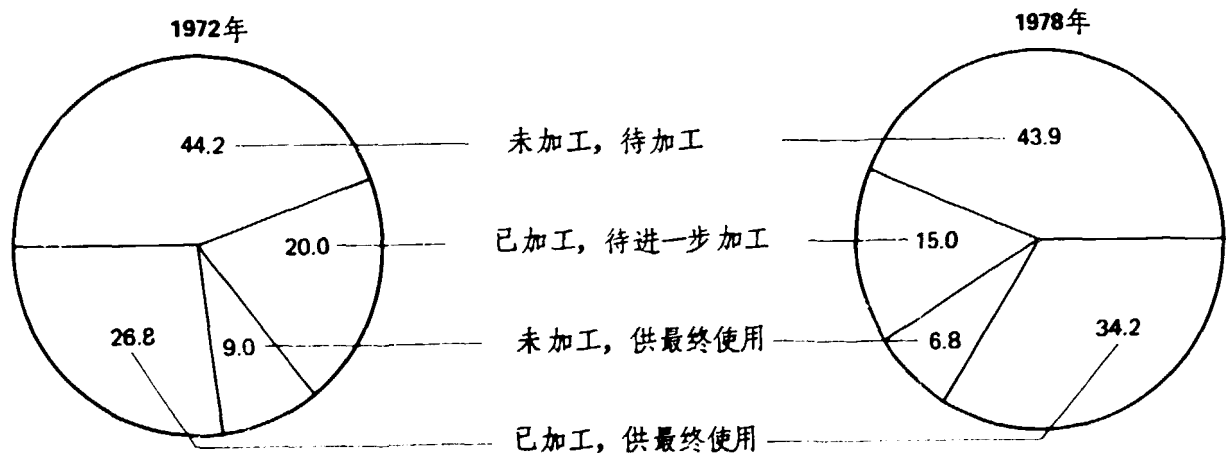 1972年
1978年
44.2
未加工，待加工
43.9
20.0
已加工，待进一步加工
15.0
26.8
9.0
未加工，供最终使用
6.8
34.2
已加工，供最终使用